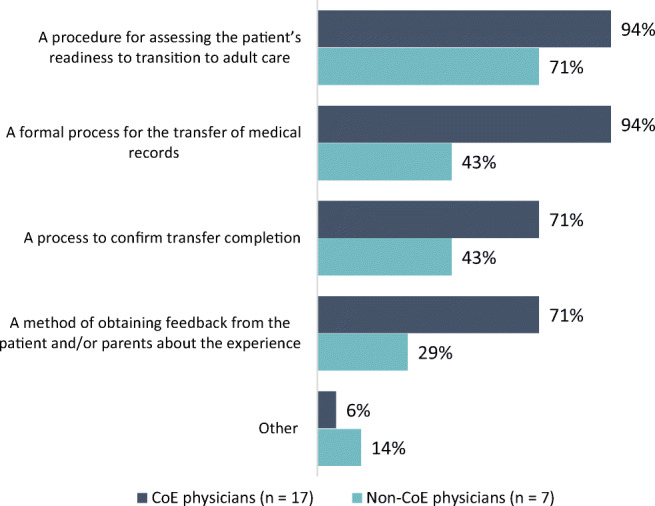 A procedure for assessing the patient's
readiness to transition to adult care
94%
71%
A formal process for the transfer of medical
records
94%
43%
A process to confirm transfer completion
71%
43%
A method of obtaining feedback from the
patient and/or parents about the experience
71%
29%
Other
6%
14%
CoE physicians (n = 17)
Non-CoE physicians (n = 7)